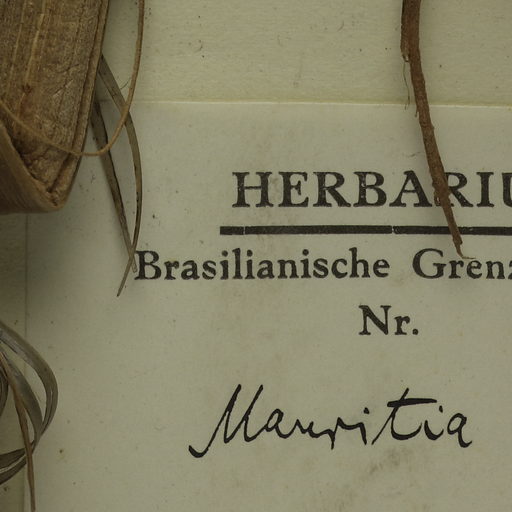 HERBARIU
Brasilianische Grenz
Nr.
Mauritia